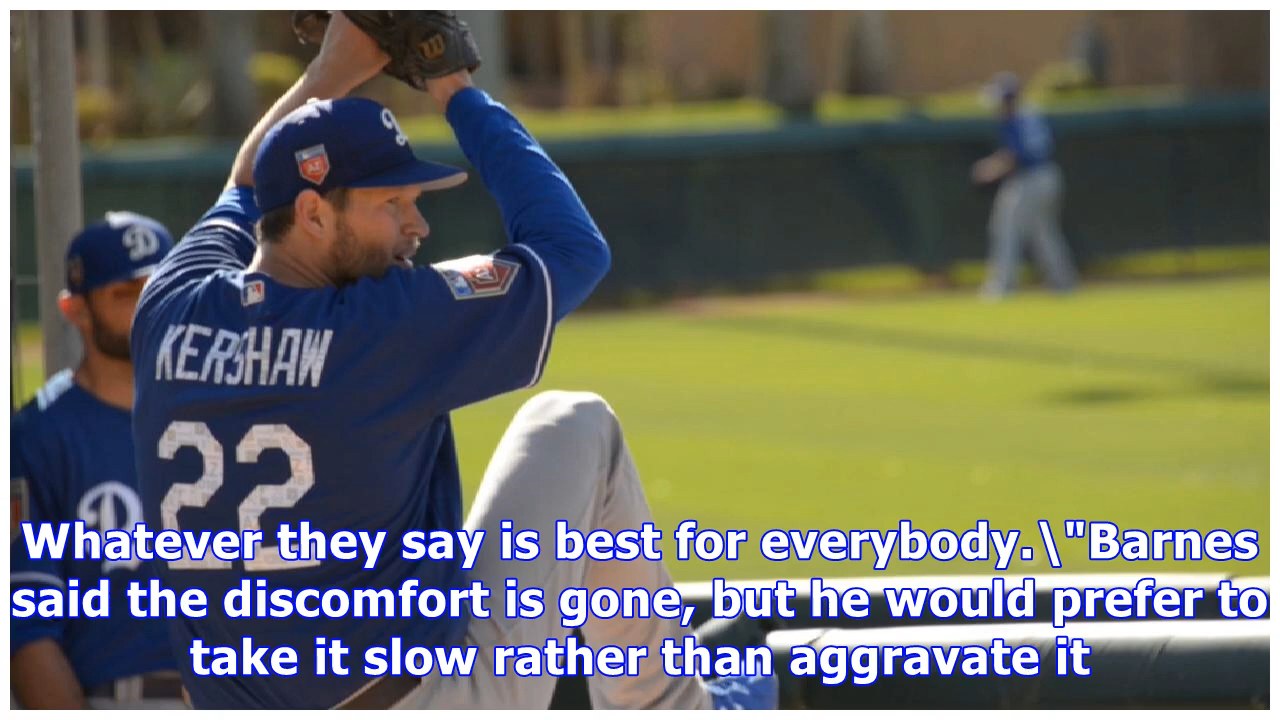 KERSHAW
22
Whatever they say is best for everybody.\"Barnes
said the discomfort is gone, but he would prefer to
take it slow rather than aggravate it